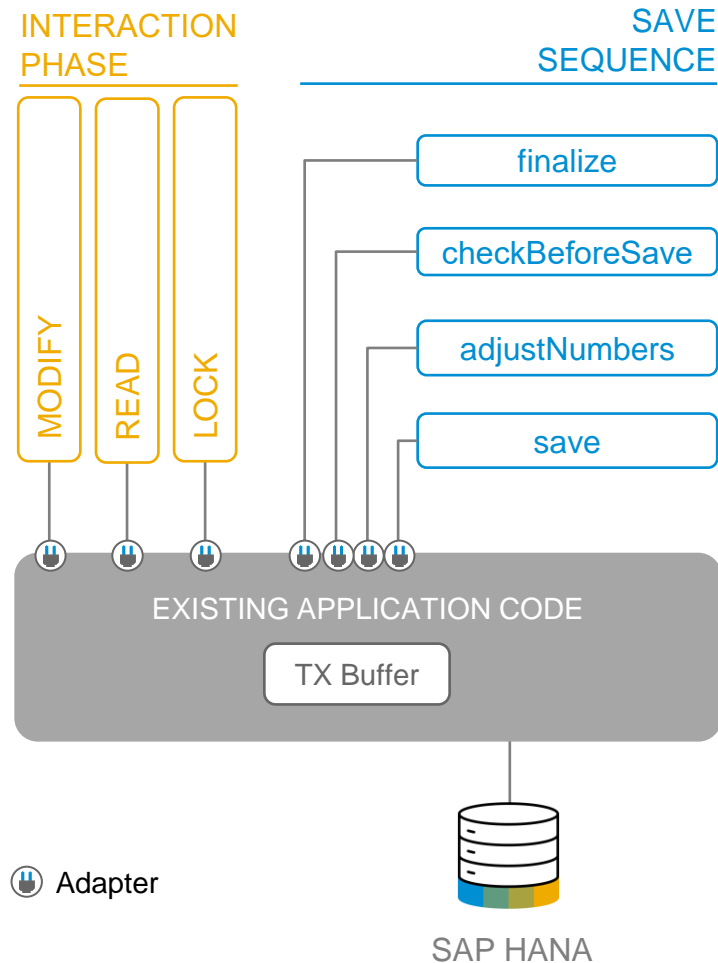 INTERACTION
PHASE
SAVE
SEQUENCE
MODIFY
READ
LOCK
finalize
checkBeforeSave
adjustNumbers
save
EXISTING APPLICATION CODE
TX Buffer
Adapter
SAP HANA